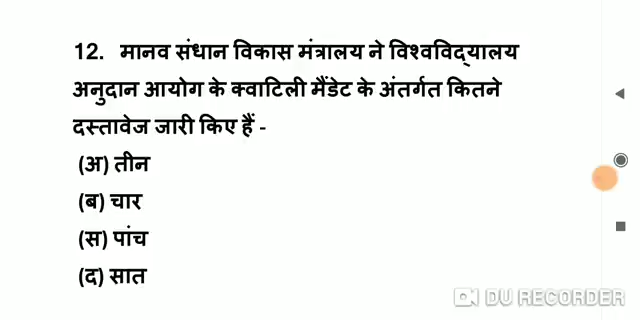 12. मानव संधान विकास मंत्रालय ने विश्वविद्यालय
अनुदान आयोग के क्वाटिली मैंडेट के अंतर्गत कितने
दस्तावेज जारी किए हैं -
(अ) तीन
(ब) चार
(स) पांच
(द) सात
DU RECORDER